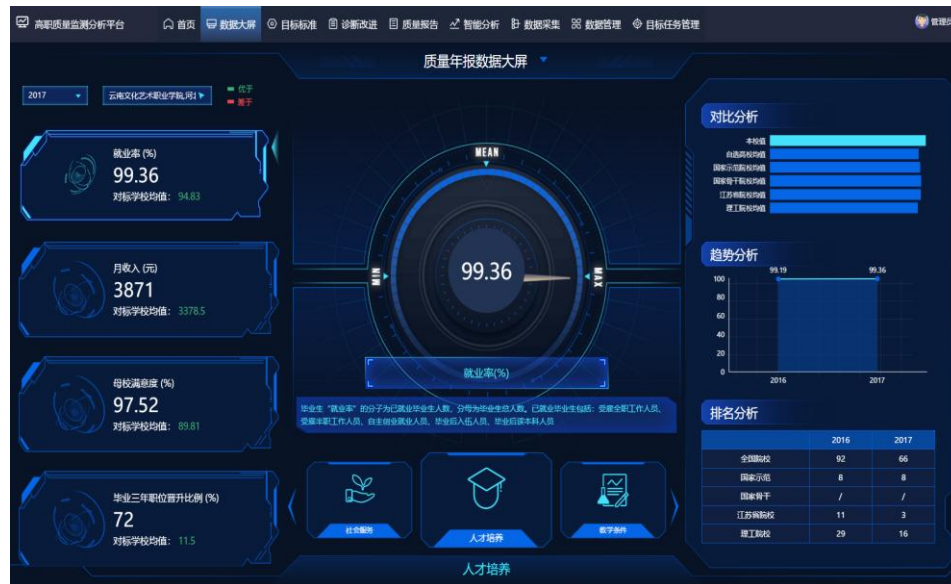 高职质量监测分析平台 首页 数据大屏 目标标准 诊断改进 质量报告 智能分析 数据采集 数据管理 目标任务管理 管理员
质量年报数据大屏
2017
云南文化艺术职业学院,河北
优于
差于
就业率 (%)
99.36
对标学校均值: 94.83
月收入 (元)
3871
对标学校均值: 3378.5
母校满意度 (%)
97.52
对标学校均值: 89.81
毕业三年职位晋升比例 (%)
72
对标学校均值: 11.5
MEAN
MIN
MAX
99.36
就业率(%)
毕业生“就业率”的分子为已就业毕业生人数,分母为毕业生总人数。已就业毕业生包括:受雇全职工作人员、
受雇半职工作人员、自主创业就业人员、毕业后入伍人员、毕业后读本科人员
社会服务
人才培养
教学条件
人才培养
对比分析
本校值
自选高校均值
国家示范院校均值
国家骨干院校均值
江苏省院校均值
理工院校均值
趋势分析
99.19 99.36
100
80
60
40
20
0
2016 2017
排名分析
2016 2017
全国院校 92 66
国家示范 8 8
国家骨干 / /
江苏省院校 11 3
理工院校 29 16